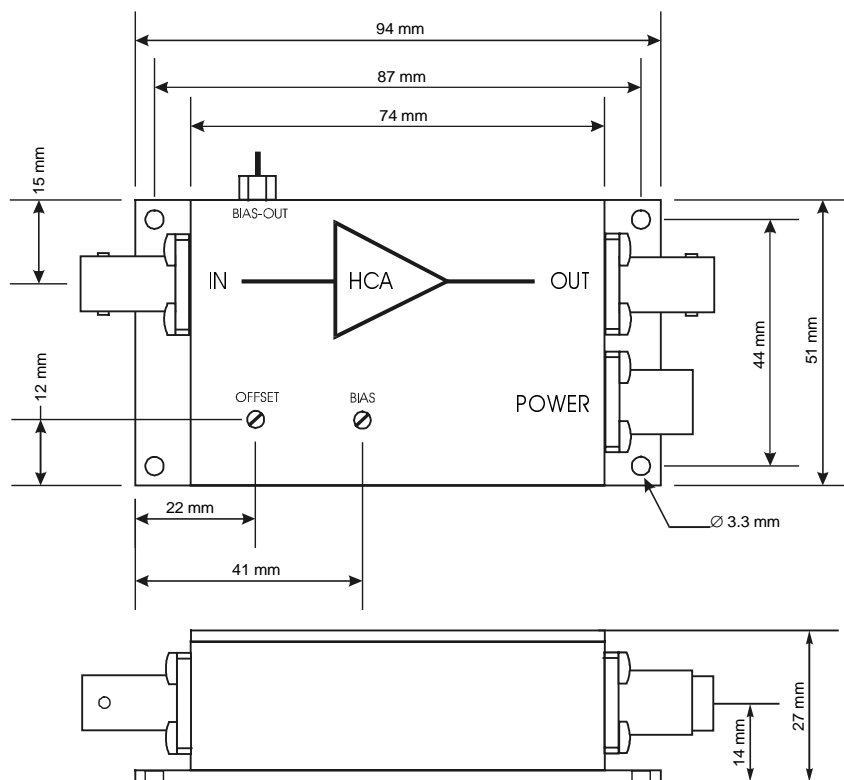 94 mm
87 mm
74 mm
15 mm
BIAS-OUT
IN
HCA
OUT
12 mm
OFFSET
BIAS
POWER
44 mm
51 mm
22 mm
Ø 3.3 mm
41 mm
14 mm
27 mm